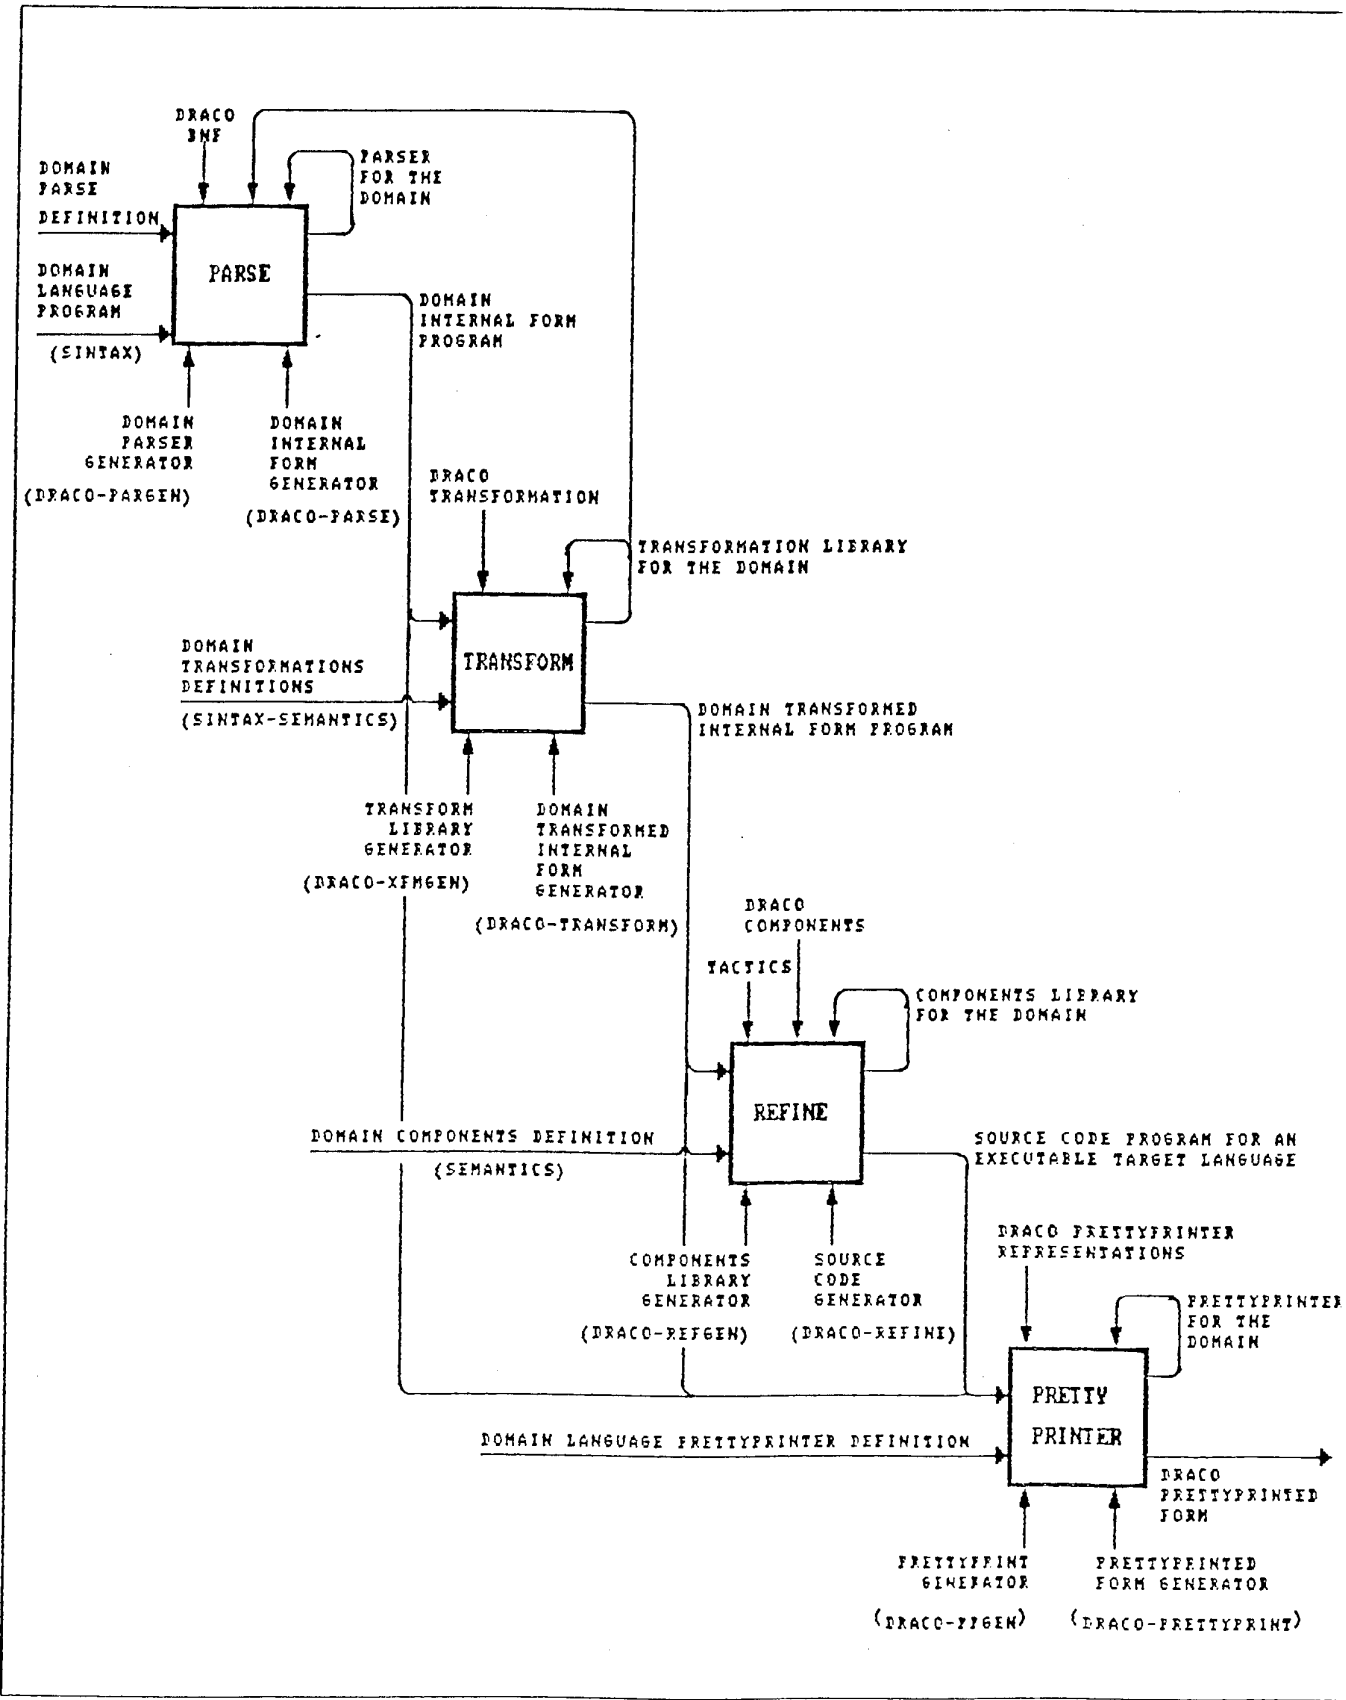 DRACO
BNF
DOMAIN
PARSE
DEFINITION
PARSER
FOR THE
DOMAIN
PARSE
DOMAIN
LANGUAGE
PROGRAM
(SINTAX)
DOMAIN
INTERNAL FORM
PROGRAM
DOMAIN
PARSER
GENERATOR
(DRACO-PARGEN)
DOMAIN
INTERNAL
FORM
GENERATOR
(DRACO-PARSE)
DRACO
TRANSFORMATION
TRANSFORMATION LIBRARY
FOR THE DOMAIN
TRANSFORM
DOMAIN
TRANSFORMATIONS
DEFINITIONS
(SINTAX-SEMANTICS)
DOMAIN TRANSFORMED
INTERNAL FORM PROGRAM
TRANSFORM
LIBRARY
GENERATOR
(DRACO-XFMGEN)
DOMAIN
TRANSFORMED
INTERNAL
FORM
GENERATOR
(DRACO-TRANSFORM)
DRACO
COMPONENTS
TACTICS
COMPONENTS LIBRARY
FOR THE DOMAIN
REFINE
DOMAIN COMPONENTS DEFINITION
(SEMANTICS)
SOURCE CODE PROGRAM FOR AN
EXECUTABLE TARGET LANGUAGE
COMPONENTS
LIBRARY
GENERATOR
(DRACO-REFGEN)
SOURCE
CODE
GENERATOR
(DRACO-REFINE)
DRACO PRETTYPRINTER
REPRESENTATIONS
PRETTYPRINTER
FOR THE
DOMAIN
PRETTY
PRINTER
DOMAIN LANGUAGE PRETTYPRINTER DEFINITION
DRACO
PRETTYPRINTED
FORM
PRETTYPRINT
GENERATOR
(DRACO-PPGEN)
PRETTYPRINTED
FORM GENERATOR
(DRACO-PRETTYPRINT)